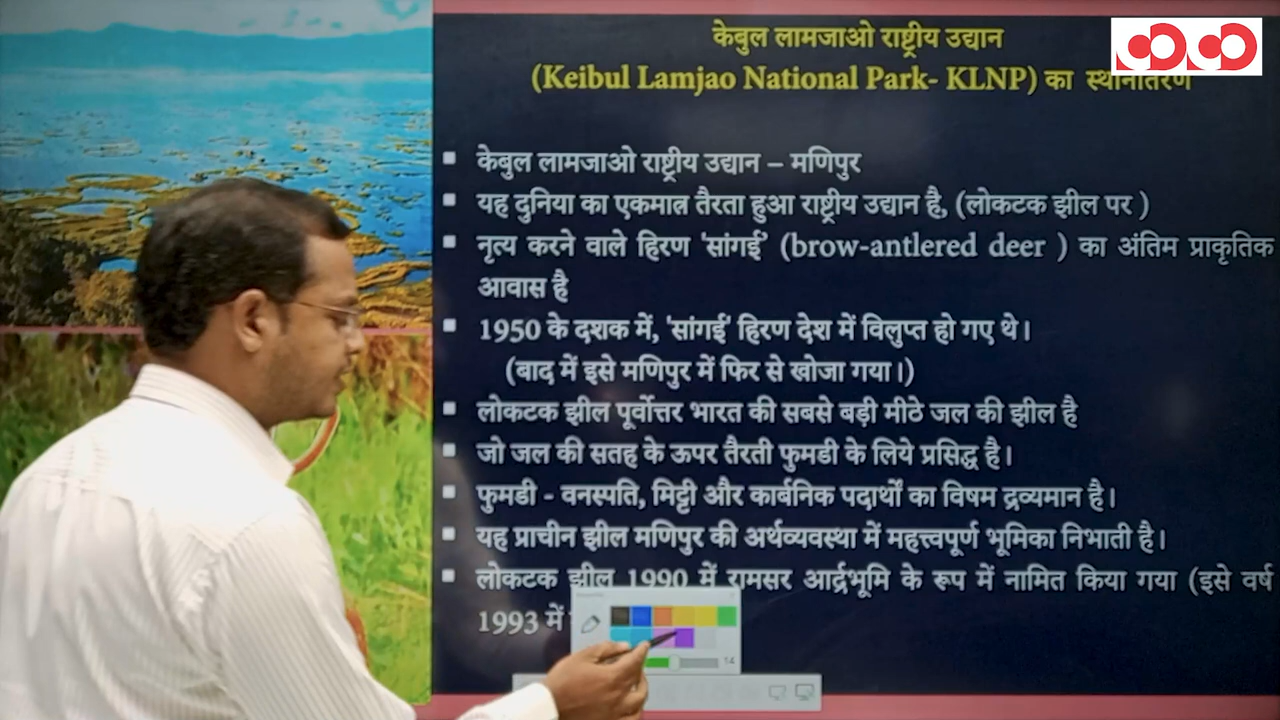 केबुल लामजाओ राष्ट्रीय उद्यान
(Keibul Lamjao National Park- KLNP) का स्थानांतरण
▪ केबुल लामजाओ राष्ट्रीय उद्यान – मणिपुर
▪ यह दुनिया का एकमात्र तैरता हुआ राष्ट्रीय उद्यान है, (लोकटक झील पर )
▪ नृत्य करने वाले हिरण 'सांगई' (brow-antlered deer ) का अंतिम प्राकृतिक
आवास है
▪ 1950 के दशक में, 'सांगई' हिरण देश में विलुप्त हो गए थे।
(बाद में इसे मणिपुर में फिर से खोजा गया।)
▪ लोकटक झील पूर्वोत्तर भारत की सबसे बड़ी मीठे जल की झील है
▪ जो जल की सतह के ऊपर तैरती फुमडी के लिये प्रसिद्ध है।
▪ फुमडी - वनस्पति, मिट्टी और कार्बनिक पदार्थों का विषम द्रव्यमान है।
▪ यह प्राचीन झील मणिपुर की अर्थव्यवस्था में महत्त्वपूर्ण भूमिका निभाती है।
▪ लोकटक झील 1990 में रामसर आर्द्रभूमि के रूप में नामित किया गया (इसे वर्ष
1993 में
14